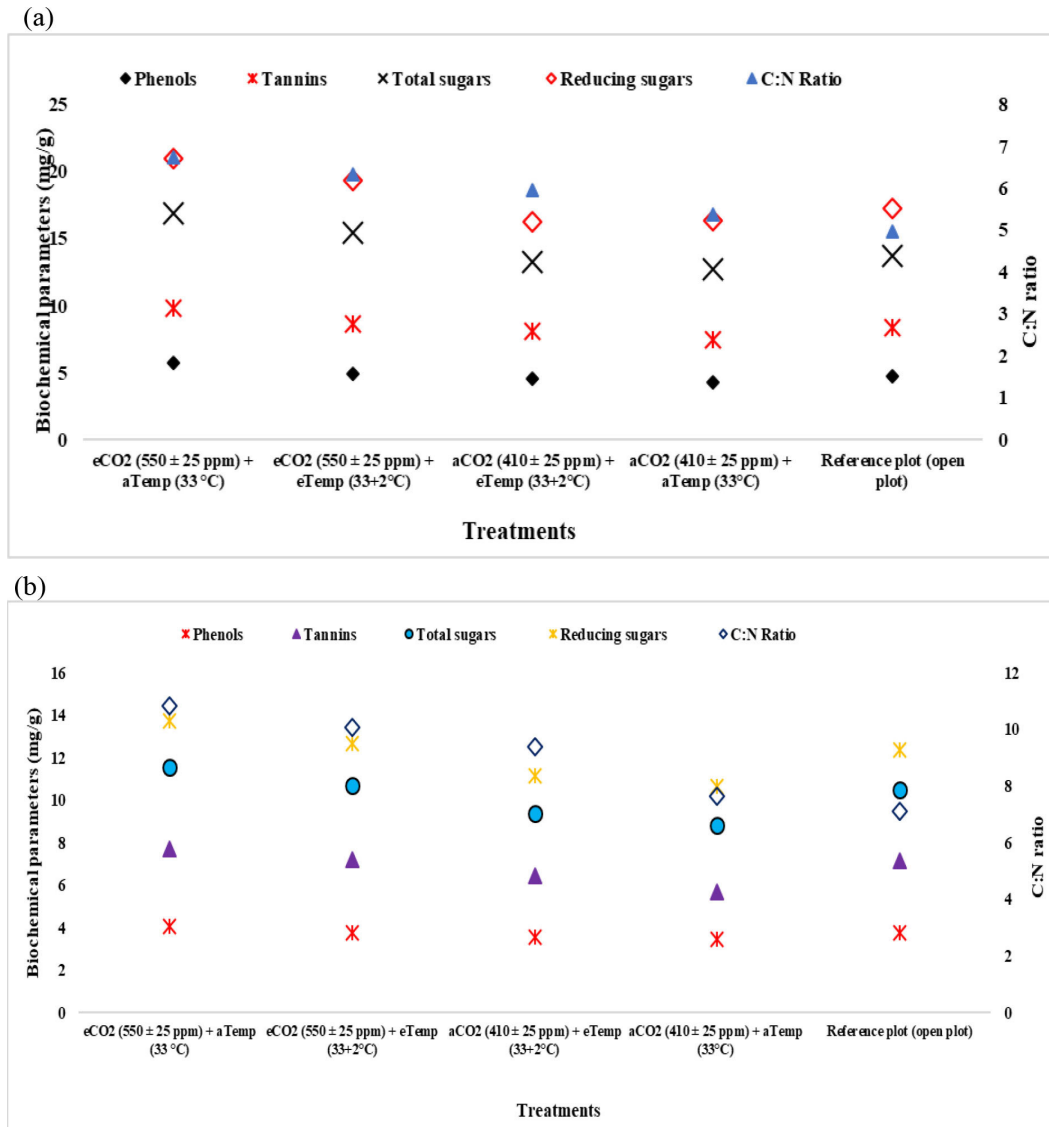 (a)
Phenols Tannins Total sugars Reducing sugars C:N Ratio
Biochemical parameters (mg/g)
25
20
15
10
5
0
8
7
6
5
4
3
2
1
0
C:N ratio
eCO2 (550 ± 25 ppm) +
aTemp (33 °C)
eCO2 (550 ± 25 ppm) +
eTemp (33+2°C)
aCO2 (410 ± 25 ppm) +
eTemp (33+2°C)
aCO2 (410 ± 25 ppm) +
aTemp (33°C)
Reference plot (open
plot)
Treatments
(b)
Phenols Tannins Total sugars Reducing sugars C:N Ratio
Biochemical parameters (mg/g)
16
14
12
10
8
6
4
2
0
12
10
8
6
4
2
0
C:N ratio
eCO2 (550 ± 25 ppm) + aTemp
(33 °C)
eCO2 (550 ± 25 ppm) + eTemp
(33+2°C)
aCO2 (410 ± 25 ppm) + eTemp
(33+2°C)
aCO2 (410 ± 25 ppm) + aTemp
(33°C)
Reference plot (open plot)
Treatments